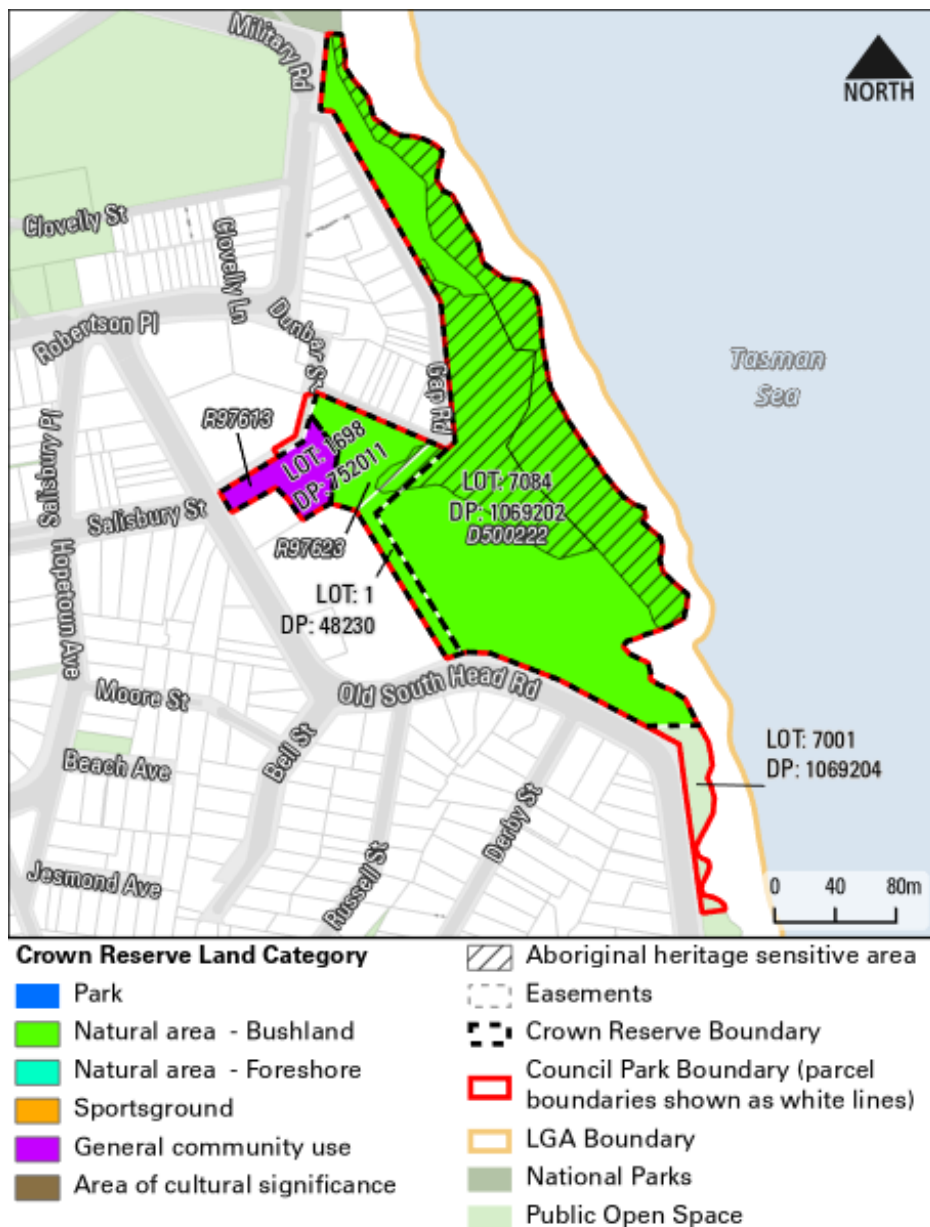 Military Rd
NORTH
Clovelly St
Clovelly Ln
Dunbar St
Robertson Pl
Gap Rd
Tasman
Sea
Salisbury Pl
R97613
LOT: 1698
DP: 752011
LOT: 7084
DP: 1069202
D500222
Salisbury St
R97623
Hopetown Ave
LOT: 1
DP: 48230
Moore St
Old South Head Rd
Bell St
LOT: 7001
DP: 1069204
Beach Ave
Derby St
Jesmond Ave
Russell St
0 40 80m
Crown Reserve Land Category
Park
Natural area - Bushland
Natural area - Foreshore
Sportsground
General community use
Area of cultural significance
Aboriginal heritage sensitive area
Easements
Crown Reserve Boundary
Council Park Boundary (parcel
boundaries shown as white lines)
LGA Boundary
National Parks
Public Open Space